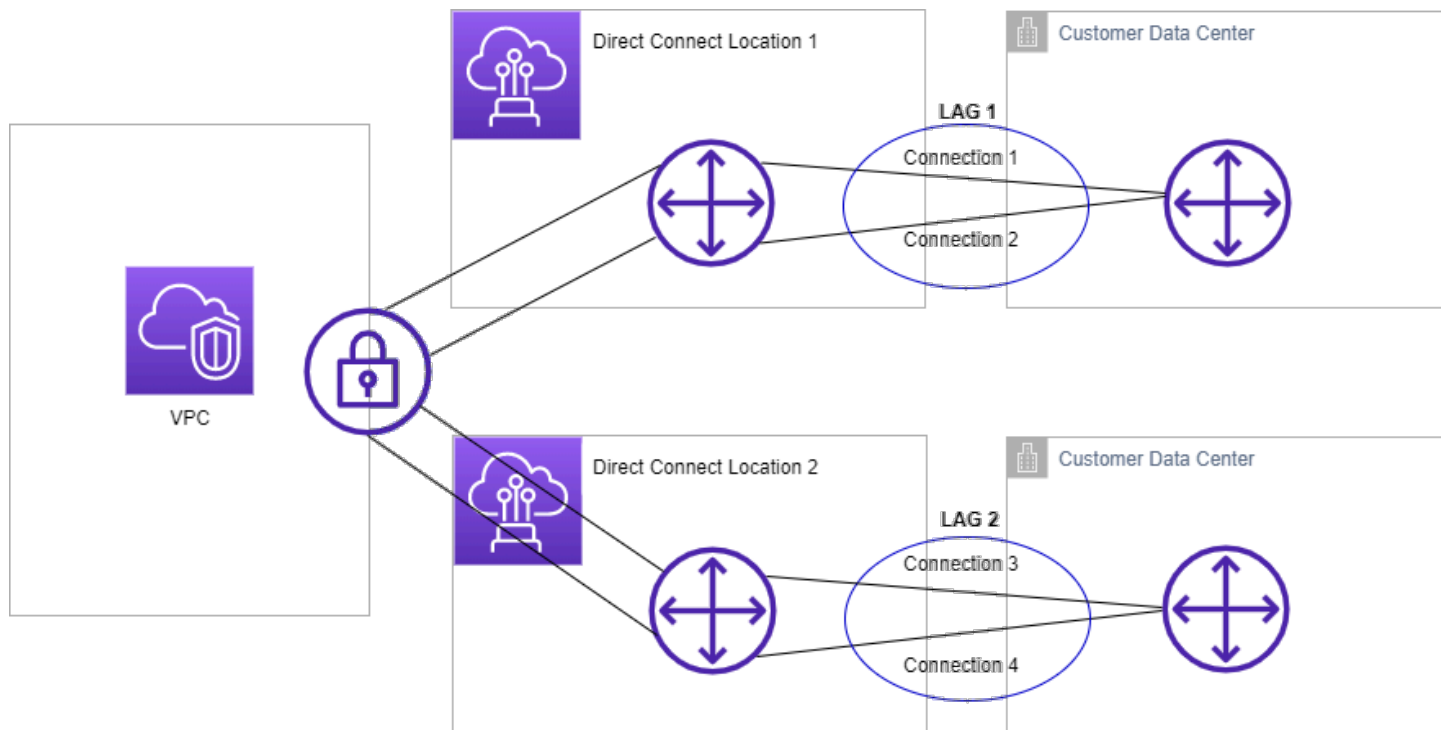 Direct Connect Location 1
Customer Data Center
LAG 1
Connection 1
Connection 2
VPC
Direct Connect Location 2
Customer Data Center
LAG 2
Connection 3
Connection 4